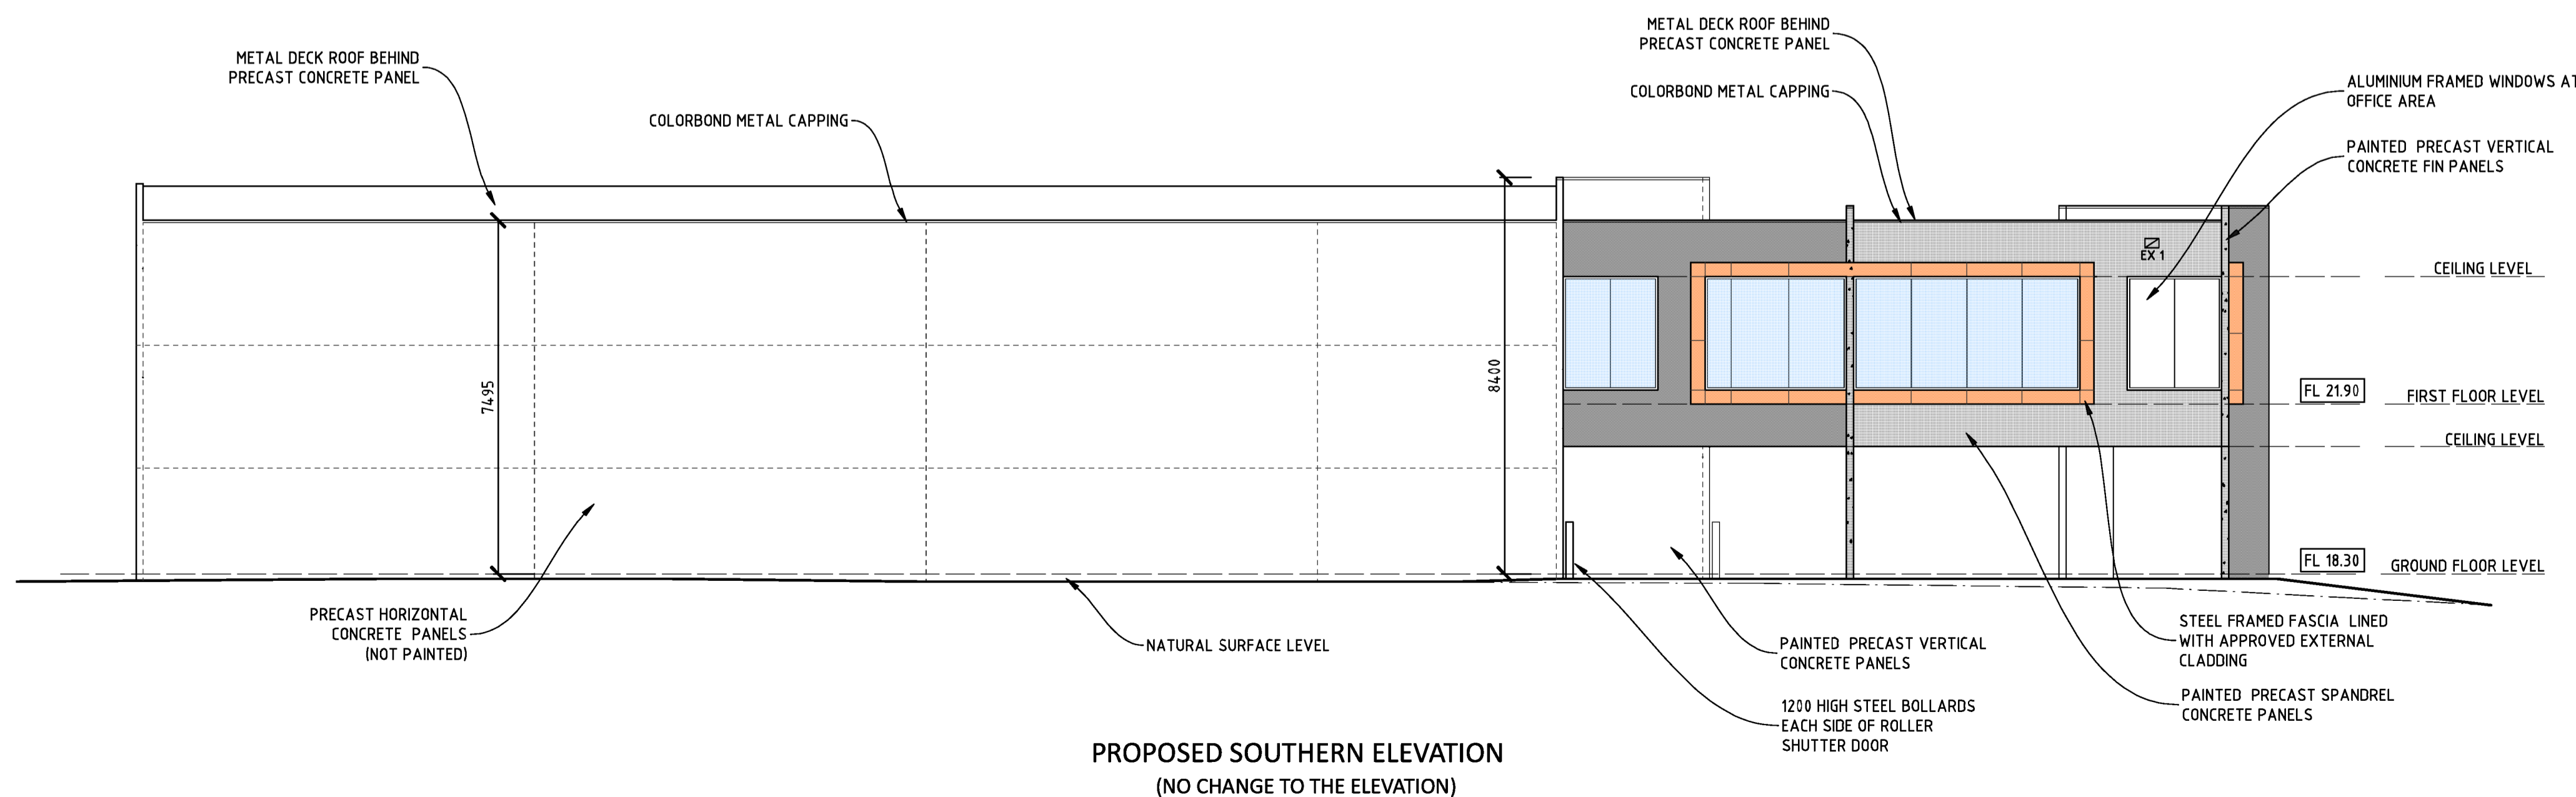 METAL DECK ROOF BEHIND
PRECAST CONCRETE PANEL
COLORBOND METAL CAPPING
METAL DECK ROOF BEHIND
PRECAST CONCRETE PANEL
COLORBOND METAL CAPPING
ALUMINIUM FRAMED WINDOWS AT
OFFICE AREA
PAINTED PRECAST VERTICAL
CONCRETE FIN PANELS
EX 1
CEILING LEVEL
7495
8400
FL 21.90
FIRST FLOOR LEVEL
CEILING LEVEL
FL 18.30
GROUND FLOOR LEVEL
PRECAST HORIZONTAL
CONCRETE PANELS
(NOT PAINTED)
NATURAL SURFACE LEVEL
PAINTED PRECAST VERTICAL
CONCRETE PANELS
1200 HIGH STEEL BOLLARDS
EACH SIDE OF ROLLER
SHUTTER DOOR
STEEL FRAMED FASCIA LINED
WITH APPROVED EXTERNAL
CLADDING
PAINTED PRECAST SPANDREL
CONCRETE PANELS
PROPOSED SOUTHERN ELEVATION
(NO CHANGE TO THE ELEVATION)